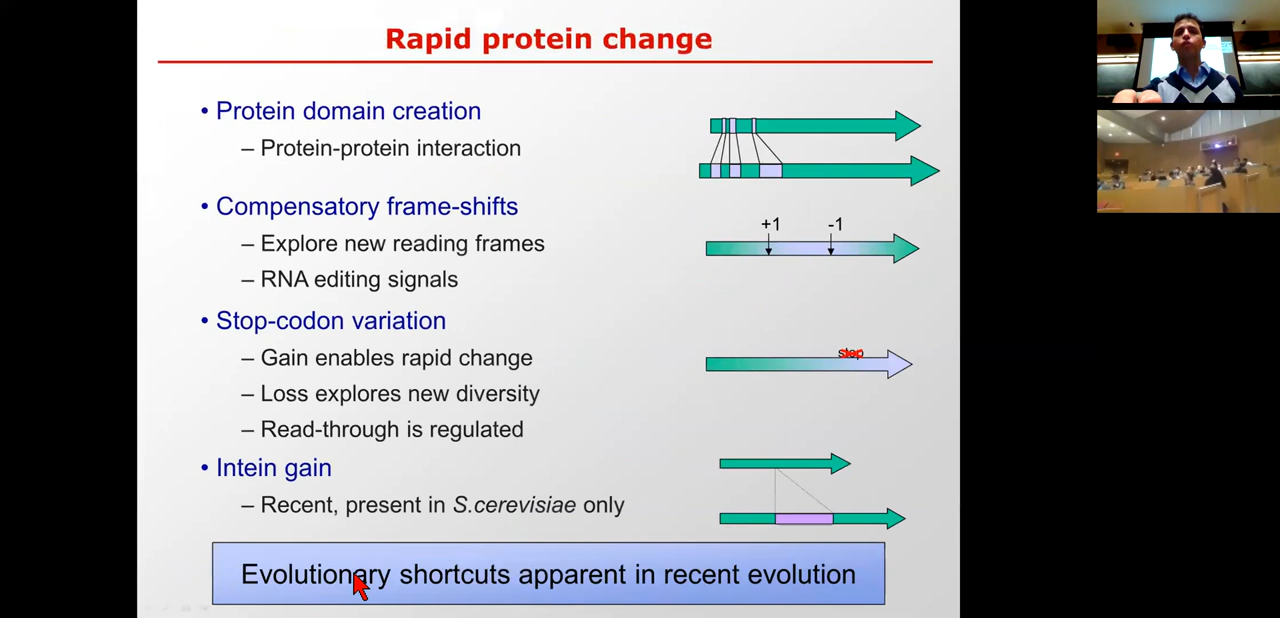 Rapid protein change
• Protein domain creation
– Protein-protein interaction
• Compensatory frame-shifts
– Explore new reading frames
– RNA editing signals
+1 -1
• Stop-codon variation
– Gain enables rapid change
– Loss explores new diversity
– Read-through is regulated
stop
• Intein gain
– Recent, present in S.cerevisiae only
Evolutionary shortcuts apparent in recent evolution